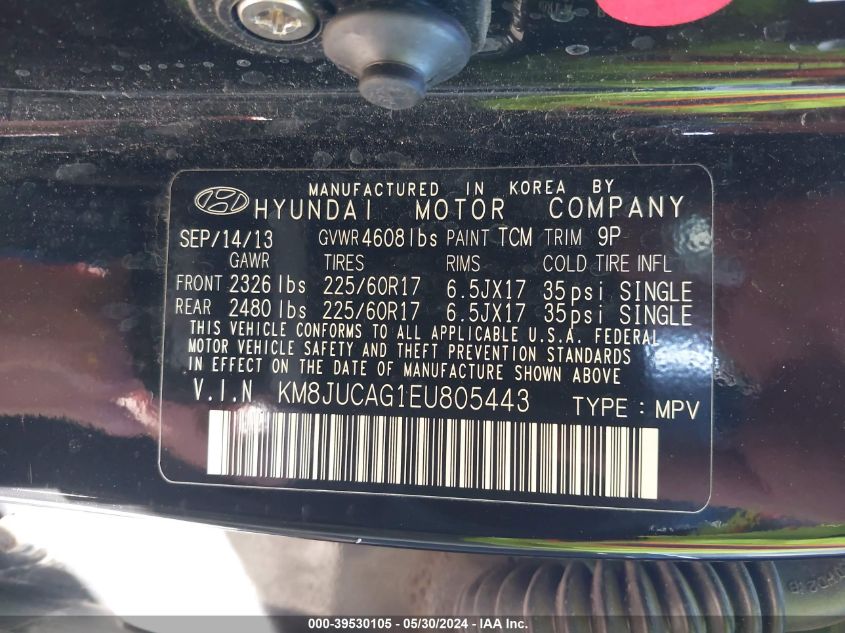 MANUFACTURED IN KOREA BY
HYUNDAI MOTOR COMPANY
SEP/14/13 GVWR 4608lbs PAINT TCM TRIM 9P
GAWR TIRES RIMS COLD TIRE INFL
FRONT 2326 lbs 225/60R17 6.5JX17 35psi SINGLE
REAR 2480 lbs 225/60R17 6.5JX17 35psi SINGLE
THIS VEHICLE CONFORMS TO ALL APPLICABLE U.S.A. FEDERAL
MOTOR VEHICLE SAFETY AND THEFT PREVENTION STANDARDS
IN EFFECT ON THE DATE OF MANUFACTURE SHOWN ABOVE
V.I.N KM8JUCAG1EU805443 TYPE : MPV
000-39530105 - 05/30/2024 - IAA Inc.